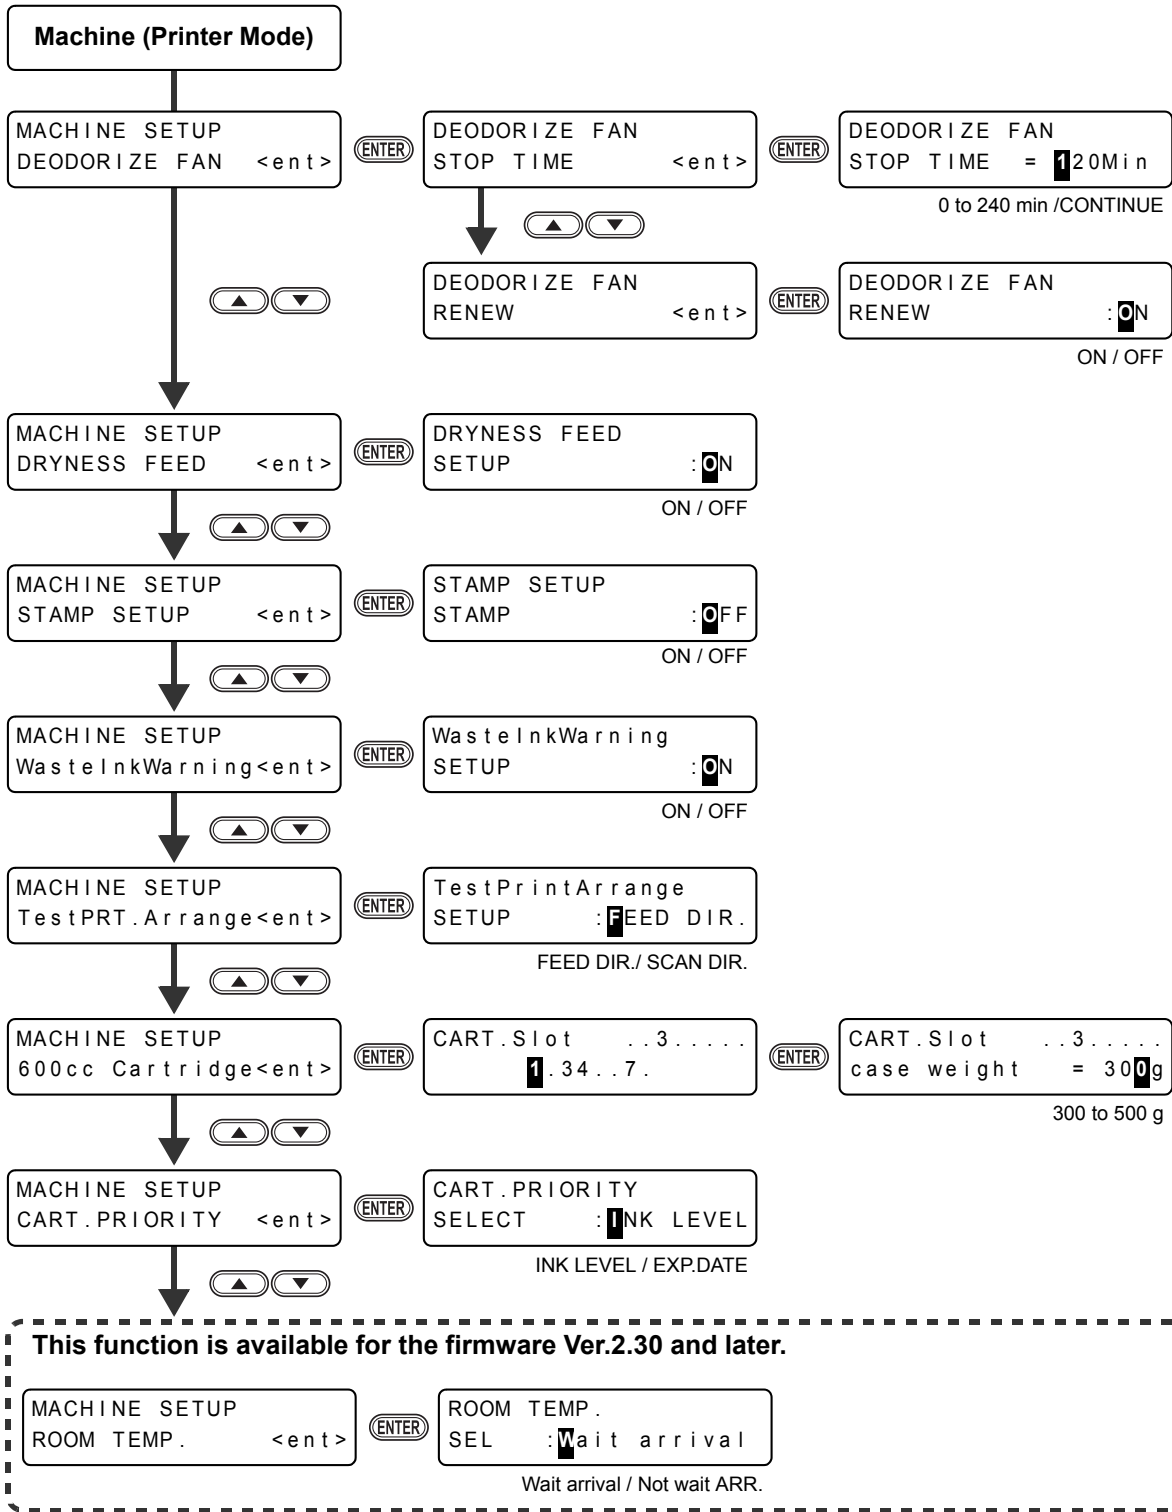 Machine (Printer Mode)
MACHINE SETUP
DEODORIZE FAN <ent>
ENTER
DEODORIZE FAN
STOP TIME <ent>
ENTER
DEODORIZE FAN
STOP TIME = 120Min
0 to 240 min /CONTINUE
DEODORIZE FAN
RENEW <ent>
ENTER
DEODORIZE FAN
RENEW :ON
ON / OFF
MACHINE SETUP
DRYNESS FEED <ent>
ENTER
DRYNESS FEED
SETUP :ON
ON / OFF
MACHINE SETUP
STAMP SETUP <ent>
ENTER
STAMP SETUP
STAMP :OFF
ON / OFF
MACHINE SETUP
WasteInkWarning<ent>
ENTER
WasteInkWarning
SETUP :ON
ON / OFF
MACHINE SETUP
TestPRT.Arrange<ent>
ENTER
TestPrintArrange
SETUP :FEED DIR.
FEED DIR./ SCAN DIR.
MACHINE SETUP
600cc Cartridge<ent>
ENTER
CART.Slot ..3.....
1.34..7.
ENTER
CART.Slot ..3.....
case weight = 300g
300 to 500 g
MACHINE SETUP
CART.PRIORITY <ent>
ENTER
CART.PRIORITY
SELECT :INK LEVEL
INK LEVEL / EXP.DATE
This function is available for the firmware Ver.2.30 and later.
MACHINE SETUP
ROOM TEMP. <ent>
ENTER
ROOM TEMP.
SEL :Wait arrival
Wait arrival / Not wait ARR.